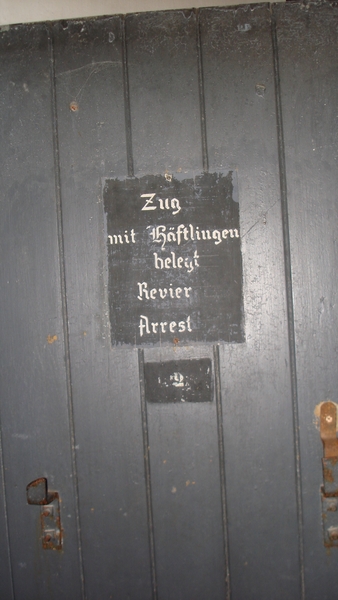 Zug
mit Häftlingen
belegt
Revier
Arrest
2